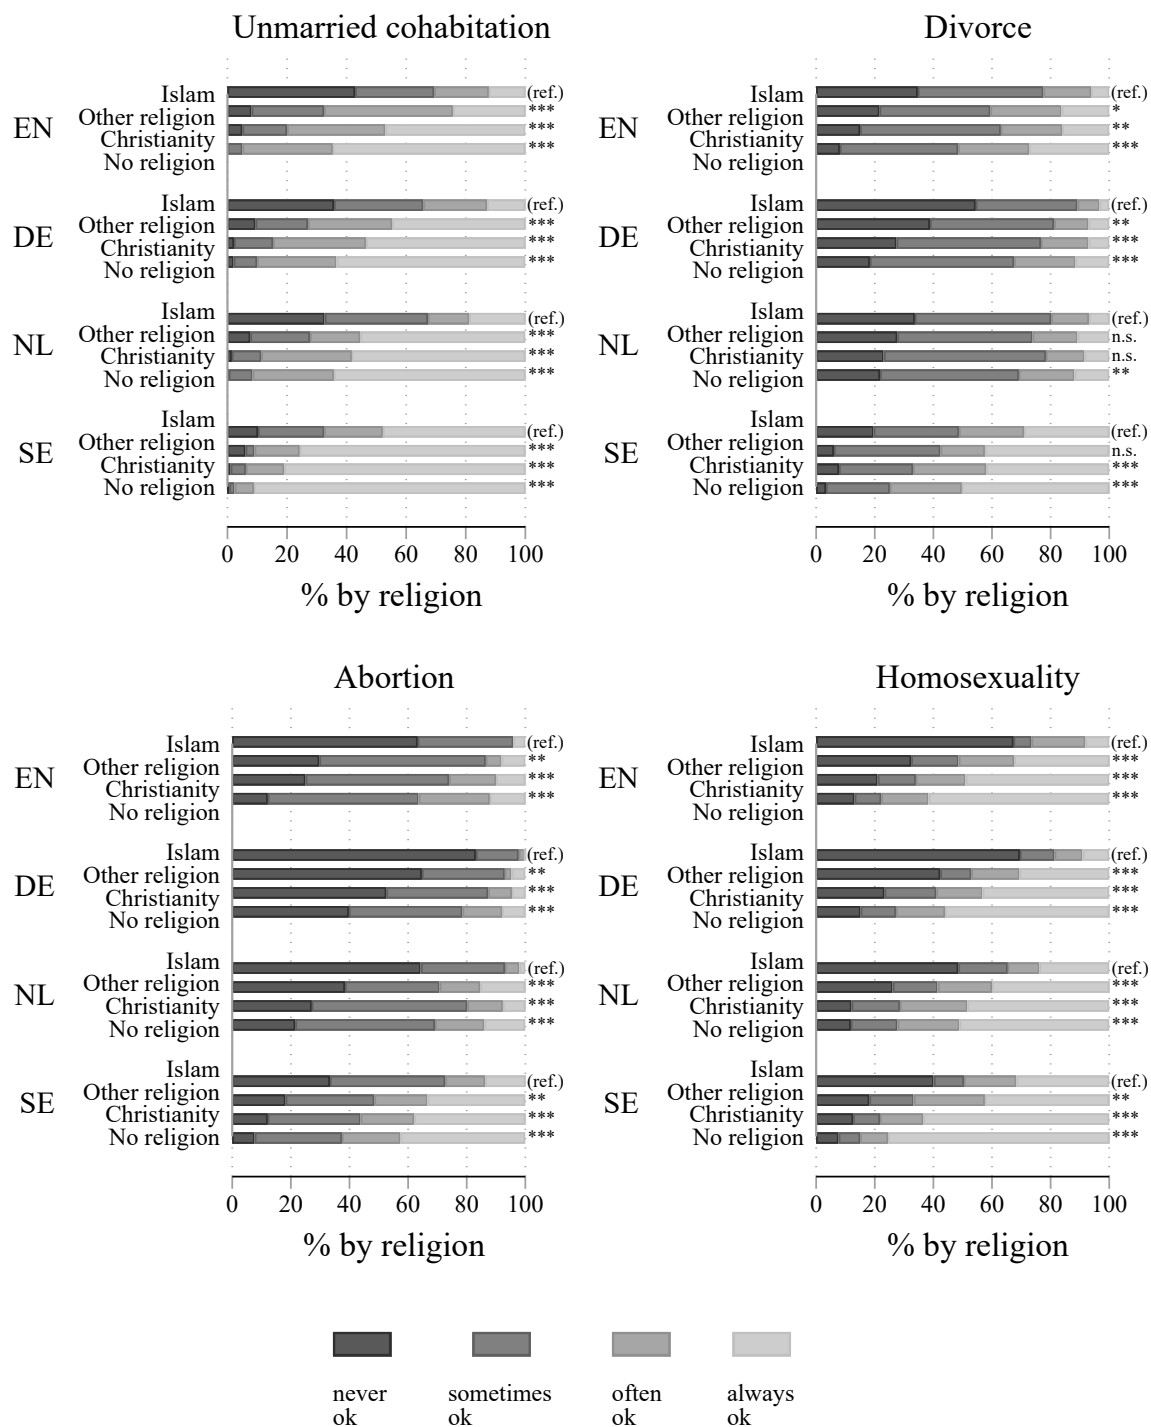 Unmarried cohabitation
EN
Islam (ref.)
Other religion ***
Christianity ***
No religion ***
DE
Islam (ref.)
Other religion ***
Christianity ***
No religion ***
NL
Islam (ref.)
Other religion ***
Christianity ***
No religion ***
SE
Islam (ref.)
Other religion ***
Christianity ***
No religion ***
0 20 40 60 80 100
% by religion
Divorce
EN
Islam (ref.)
Other religion *
Christianity **
No religion ***
DE
Islam (ref.)
Other religion **
Christianity ***
No religion ***
NL
Islam (ref.)
Other religion n.s.
Christianity n.s.
No religion **
SE
Islam (ref.)
Other religion n.s.
Christianity ***
No religion ***
0 20 40 60 80 100
% by religion
Abortion
EN
Islam (ref.)
Other religion **
Christianity ***
No religion ***
DE
Islam (ref.)
Other religion **
Christianity ***
No religion ***
NL
Islam (ref.)
Other religion ***
Christianity ***
No religion ***
SE
Islam (ref.)
Other religion **
Christianity ***
No religion ***
0 20 40 60 80 100
% by religion
Homosexuality
EN
Islam (ref.)
Other religion ***
Christianity ***
No religion ***
DE
Islam (ref.)
Other religion ***
Christianity ***
No religion ***
NL
Islam (ref.)
Other religion ***
Christianity ***
No religion ***
SE
Islam (ref.)
Other religion **
Christianity ***
No religion ***
0 20 40 60 80 100
% by religion
never
ok
sometimes
ok
often
ok
always
ok